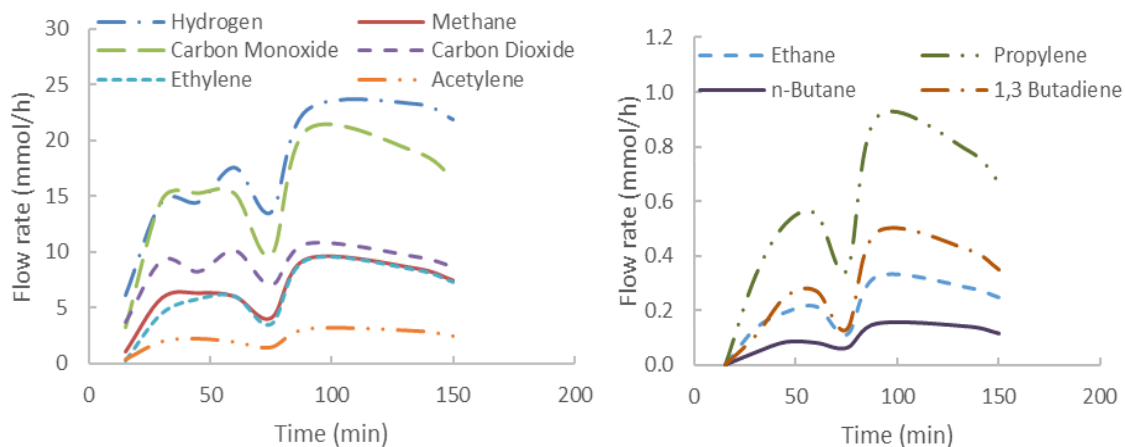 30
25
20
15
10
5
0
Flow rate (mmol/h)
Hydrogen Methane
Carbon Monoxide Carbon Dioxide
Ethylene Acetylene
0 50 100 150 200
Time (min)
1.2
1.0
0.8
0.6
0.4
0.2
0.0
Flow rate (mmol/h)
Ethane Propylene
n-Butane 1,3 Butadiene
0 50 100 150 200
Time (min)